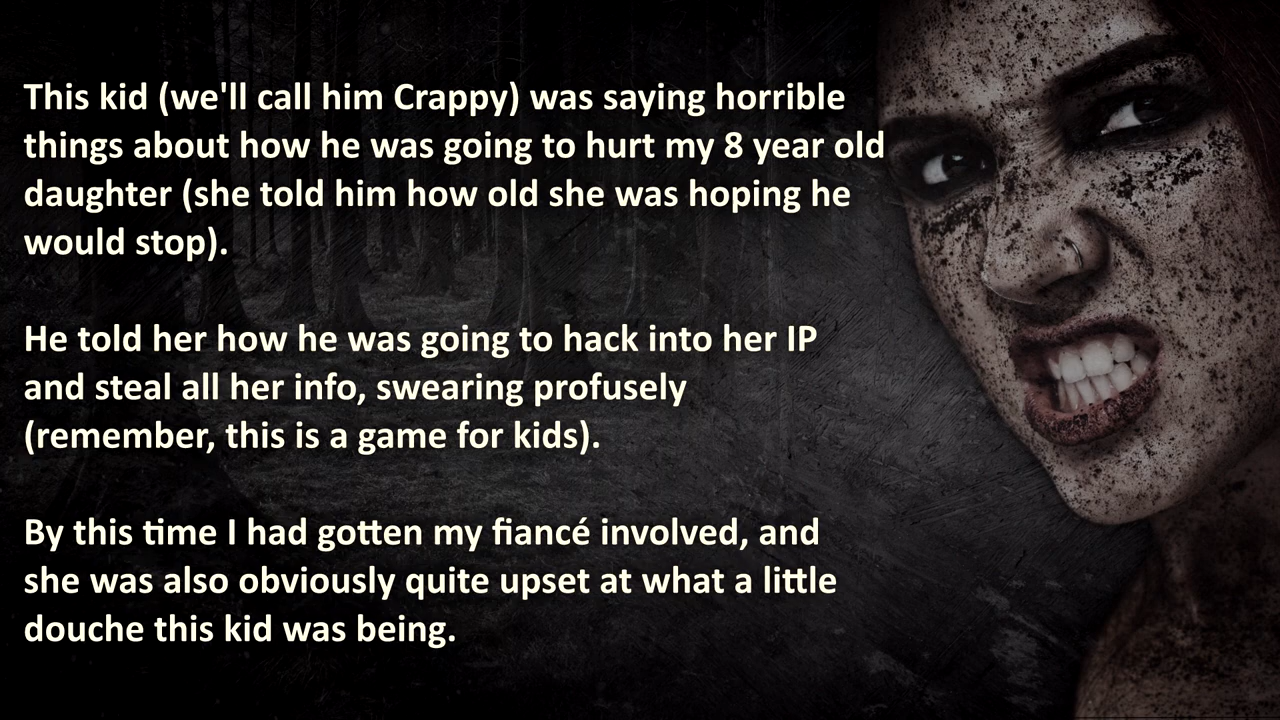 This kid (we'll call him Crappy) was saying horrible
things about how he was going to hurt my 8 year old
daughter (she told him how old she was hoping he
would stop).
He told her how he was going to hack into her IP
and steal all her info, swearing profusely
(remember, this is a game for kids).
By this time I had gotten my fiancé involved, and
she was also obviously quite upset at what a little
douche this kid was being.